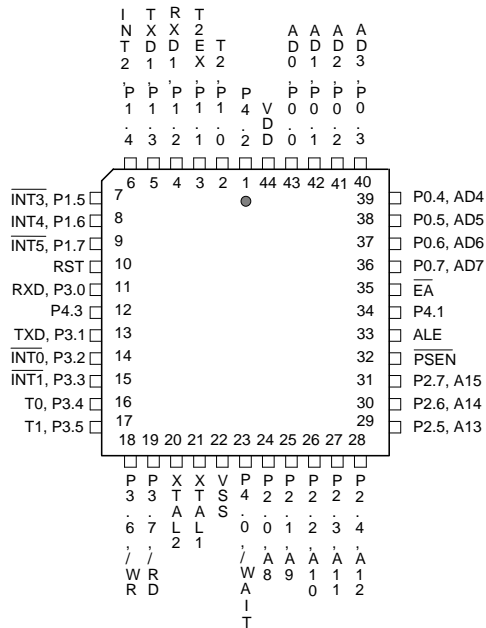 INT2, P1.4
TXD1, P1.3
RXD1, P1.2
T2EX, P1.1
T2, P1.0
P4.2
VDD
AD0, P0.0
AD1, P0.1
AD2, P0.2
AD3, P0.3
6 5 4 3 2 1 44 43 42 41 40
INT3, P1.5 7
INT4, P1.6 8
INT5, P1.7 9
RST 10
RXD, P3.0 11
P4.3 12
TXD, P3.1 13
INT0, P3.2 14
INT1, P3.3 15
T0, P3.4 16
T1, P3.5 17
39 P0.4, AD4
38 P0.5, AD5
37 P0.6, AD6
36 P0.7, AD7
35 EA
34 P4.1
33 ALE
32 PSEN
31 P2.7, A15
30 P2.6, A14
29 P2.5, A13
18 19 20 21 22 23 24 25 26 27 28
P3.6, /WR
P3.7, /RD
XTAL2
XTAL1
VSS
P4.0, /WAIT
P2.0, A8
P2.1, A9
P2.2, A10
P2.3, A11
P2.4, A12